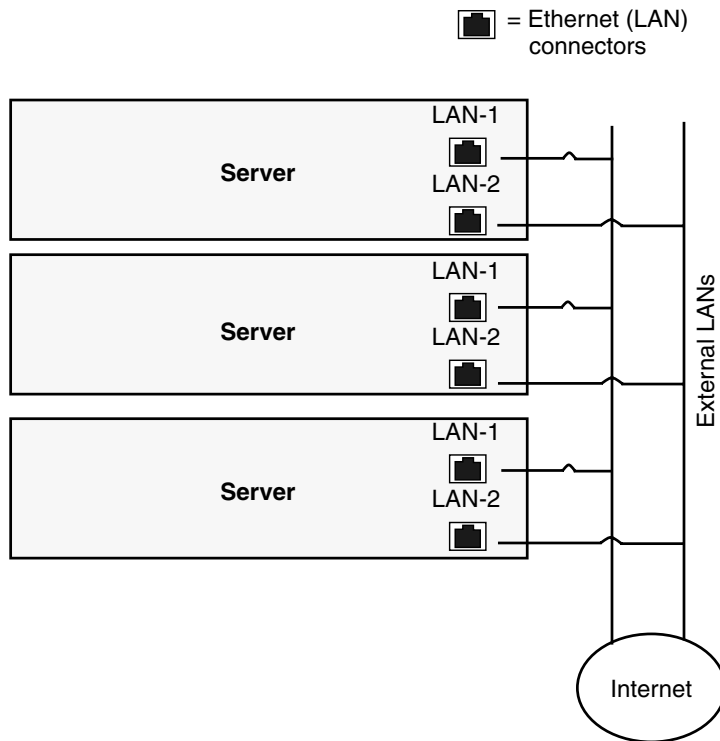 = Ethernet (LAN)
connectors
LAN-1
Server
LAN-2
LAN-1
Server
LAN-2
LAN-1
Server
LAN-2
External LANs
Internet